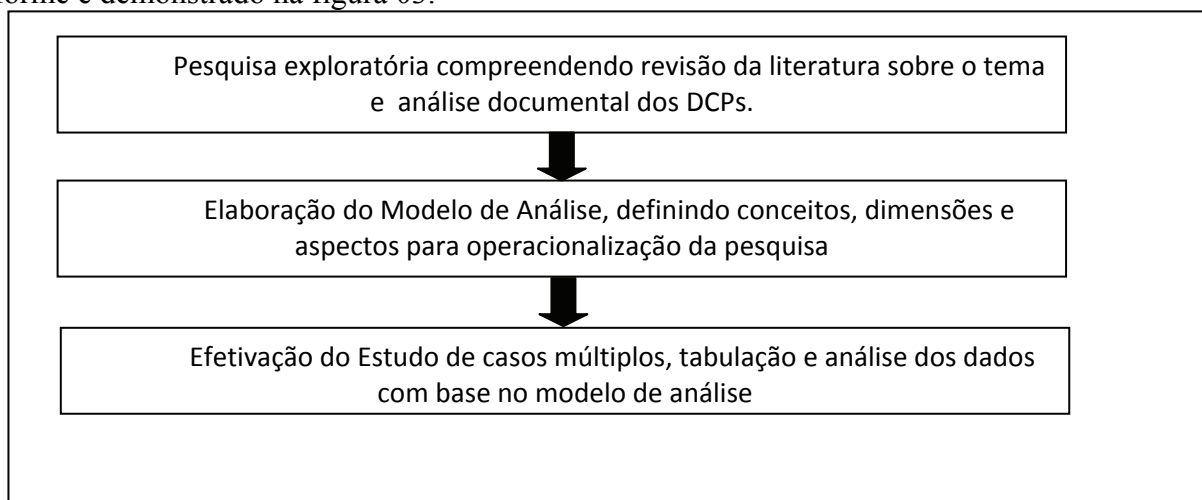 é demonstrado na figura 03:
Pesquisa exploratória compreendendo revisão da literatura sobre o tema
e análise documental dos DCPs.
Elaboração do Modelo de Análise, definindo conceitos, dimensões e
aspectos para operacionalização da pesquisa
Efetivação do Estudo de casos múltiplos, tabulação e análise dos dados
com base no modelo de análise